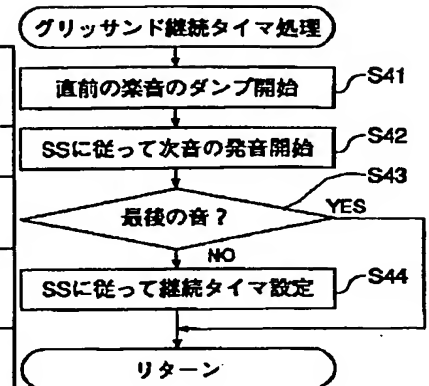 グリッサンド継続タイマ処理
直前の楽音のダンプ開始
S41
SSに従って次音の発音開始
S42
S43
最後の音？
YES
NO
SSに従って継続タイマ設定
S44
リターン